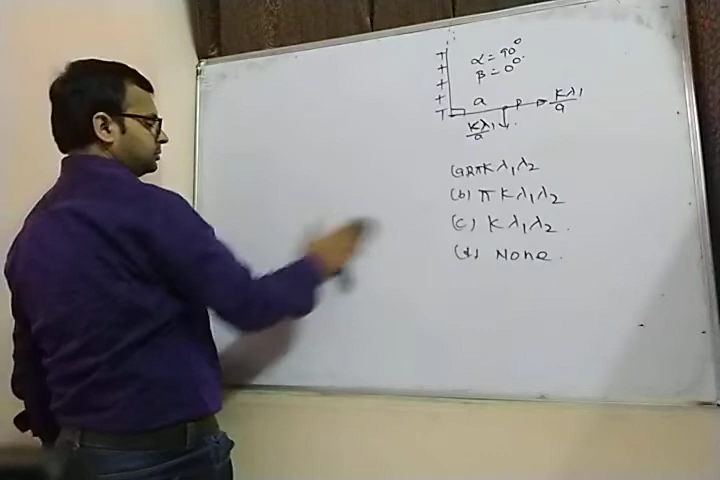 α = 90°
β = 0°
+
+
+
+
+
a
P
Kλ₁/a
Kλ₁/a
(a) 2πKλ₁λ₂
(b) πKλ₁λ₂
(c) Kλ₁λ₂.
(d) None.